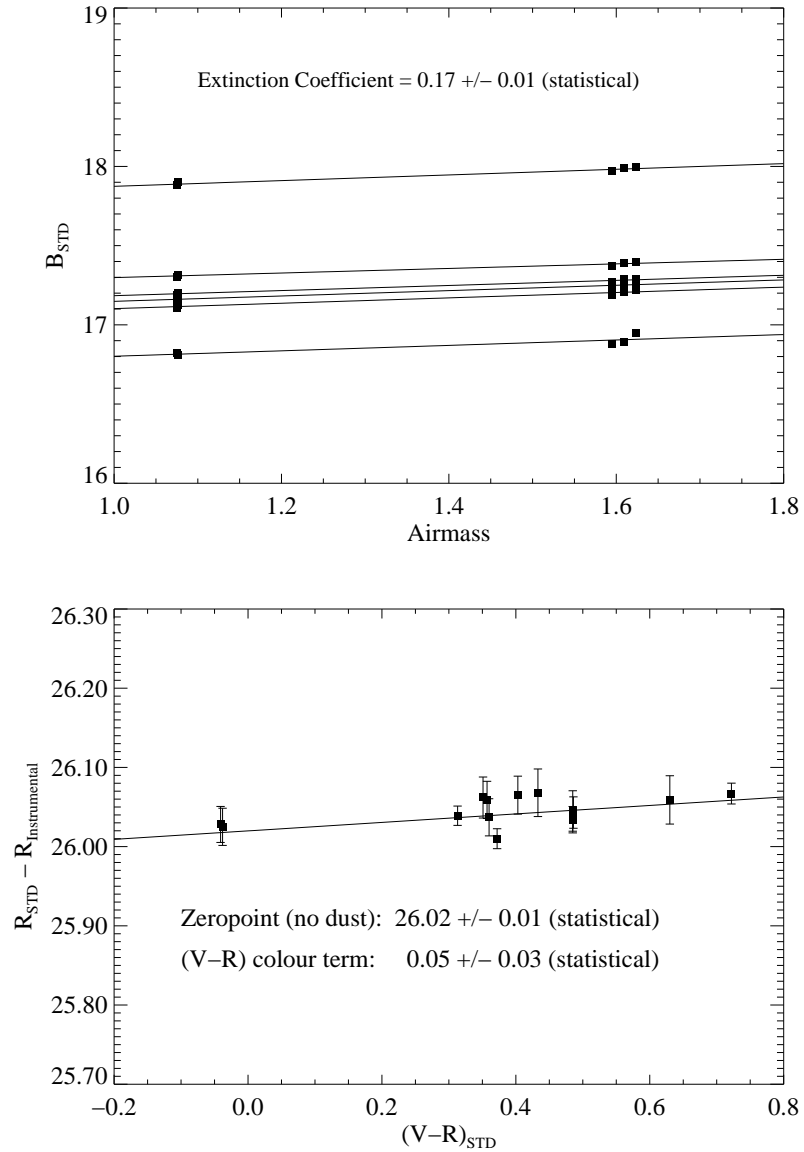 19
Extinction Coefficient = 0.17 +/− 0.01 (statistical)
18
B_STD
17
16
1.0 1.2 1.4 1.6 1.8
Airmass
26.30
26.20
26.10
R_STD − R_Instrumental
26.00
25.90
Zeropoint (no dust): 26.02 +/− 0.01 (statistical)
(V−R) colour term: 0.05 +/− 0.03 (statistical)
25.80
25.70
−0.2 0.0 0.2 0.4 0.6 0.8
(V−R)_STD